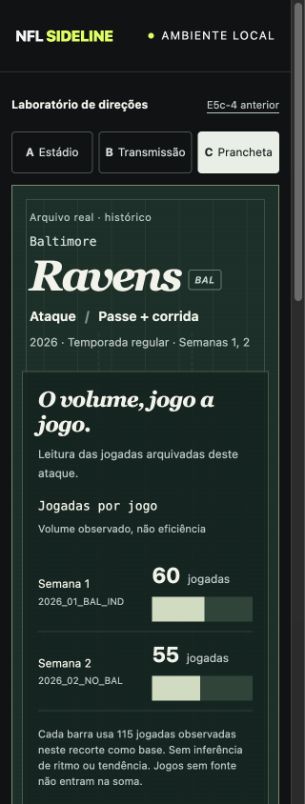 NFL SIDELINE
AMBIENTE LOCAL
Laboratório de direções
E5c-4 anterior
A Estádio
B Transmissão
C Prancheta
Arquivo real · histórico
Baltimore
Ravens BAL
Ataque / Passe + corrida
2026 · Temporada regular · Semanas 1, 2
O volume, jogo a
jogo.
Leitura das jogadas arquivadas deste
ataque.
Jogadas por jogo
Volume observado, não eficiência
Semana 1
2026_01_BAL_IND
60 jogadas
Semana 2
2026_02_NO_BAL
55 jogadas
Cada barra usa 115 jogadas observadas
neste recorte como base. Sem inferência
de ritmo ou tendência. Jogos sem fonte
não entram na soma.